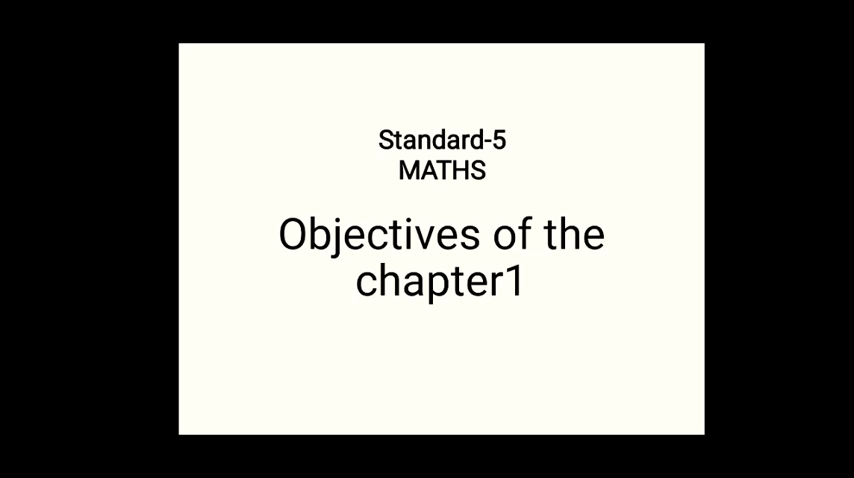 Standard-5
MATHS
Objectives of the
chapter1